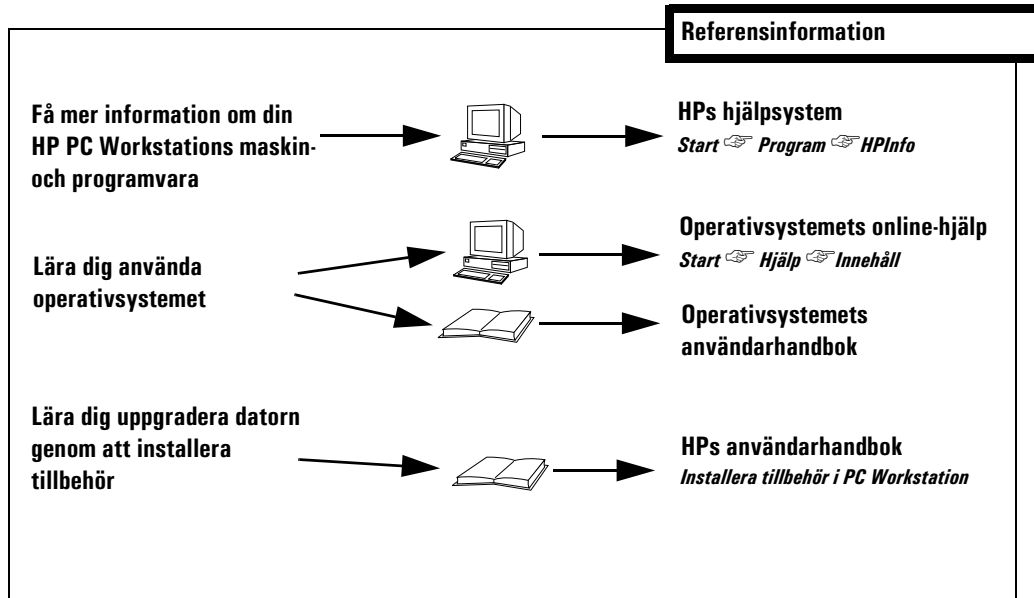 Referensinformation
Få mer information om din
HP PC Workstations maskin-
och programvara
HPs hjälpsystem
Start ☞ Program ☞ HPInfo
Lära dig använda
operativsystemet
Operativsystemets online-hjälp
Start ☞ Hjälp ☞ Innehåll
Operativsystemets
användarhandbok
Lära dig uppgradera datorn
genom att installera
tillbehör
HPs användarhandbok
Installera tillbehör i PC Workstation